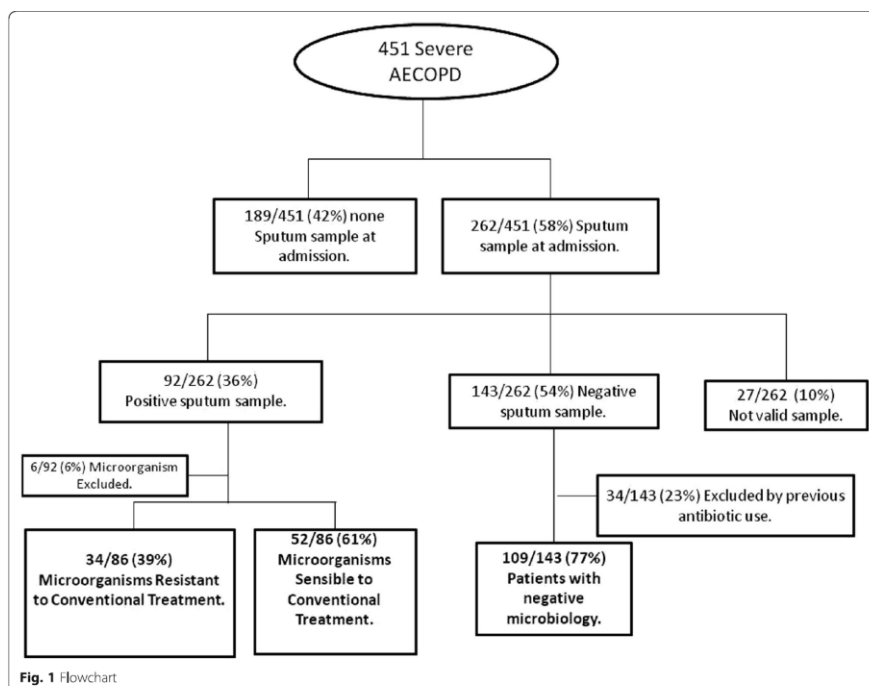 451 Severe
AECOPD
189/451 (42%) none
Sputum sample at
admission.
262/451 (58%) Sputum
sample at admission.
92/262 (36%)
Positive sputum sample.
143/262 (54%) Negative
sputum sample.
27/262 (10%)
Not valid sample.
6/92 (6%) Microorganism
Excluded.
34/143 (23%) Excluded by previous
antibiotic use.
34/86 (39%)
Microorganisms Resistant
to Conventional Treatment.
52/86 (61%)
Microorganisms
Sensible to
Conventional
Treatment.
109/143 (77%)
Patients with
negative
microbiology.
Fig. 1 Flowchart